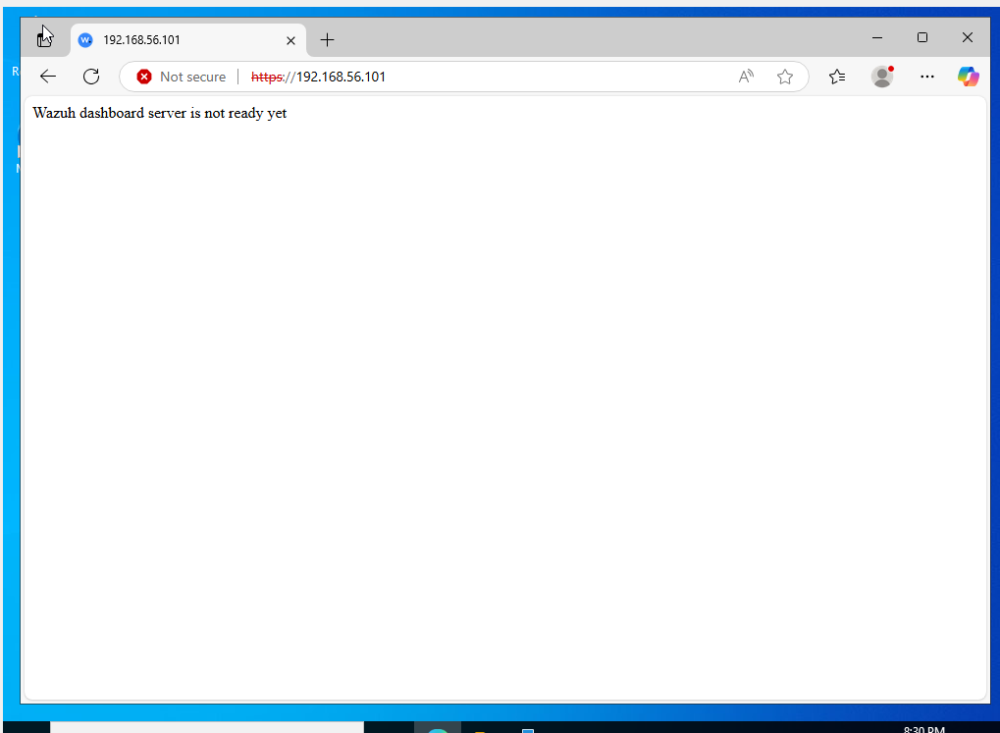 192.168.56.101
Not secure
https://192.168.56.101
Wazuh dashboard server is not ready yet
8:30 PM